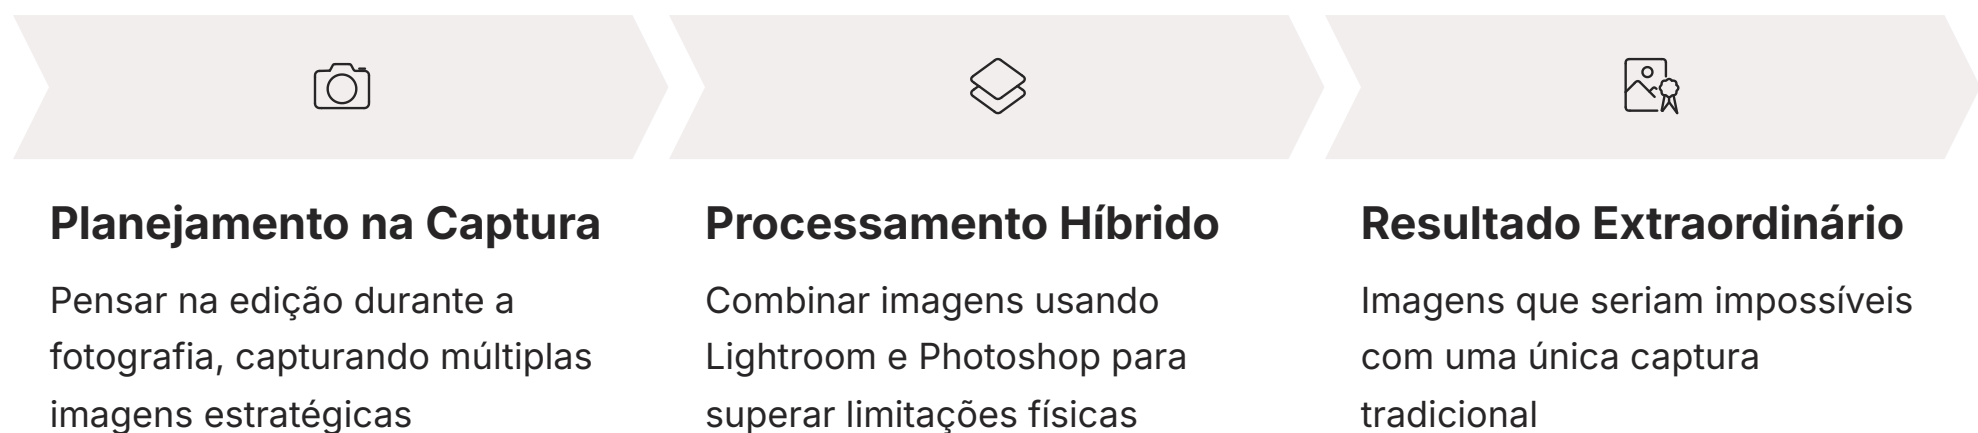 Planejamento na Captura
Pensar na edição durante a
fotografia, capturando múltiplas
imagens estratégicas
Processamento Híbrido
Combinar imagens usando
Lightroom e Photoshop para
superar limitações físicas
Resultado Extraordinário
Imagens que seriam impossíveis
com uma única captura
tradicional